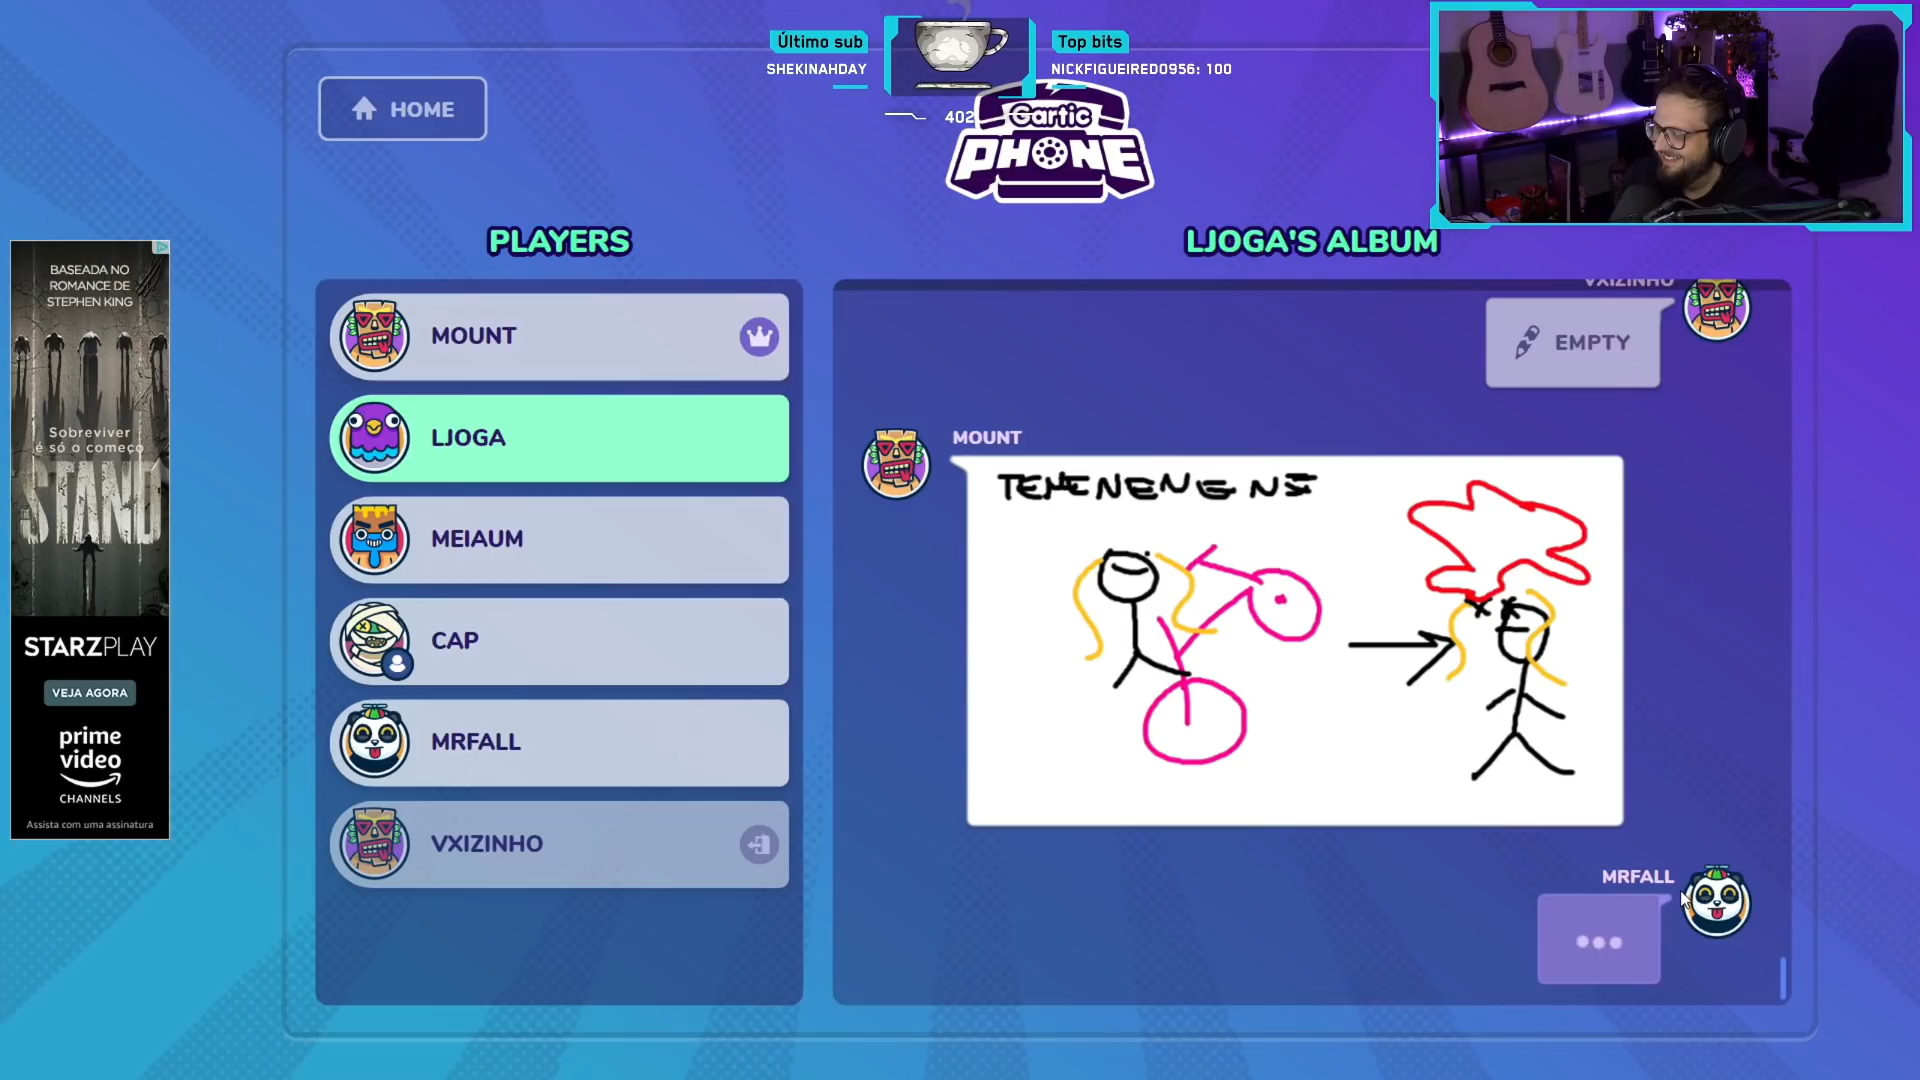 Último sub
SHEKINAHDAY
Top bits
NICKFIGUEIREDO956: 100
402
HOME
Gartic
PHONE
PLAYERS
LJOGA'S ALBUM
BASEADA NO
ROMANCE DE
STEPHEN KING
Sobreviver
é só o começo
STAND
STARZPLAY
VEJA AGORA
prime
video
CHANNELS
Assista com uma assinatura
MOUNT
LJOGA
MEIAUM
CAP
MRFALL
VXIZINHO
VXIZINHO
EMPTY
MOUNT
MRFALL